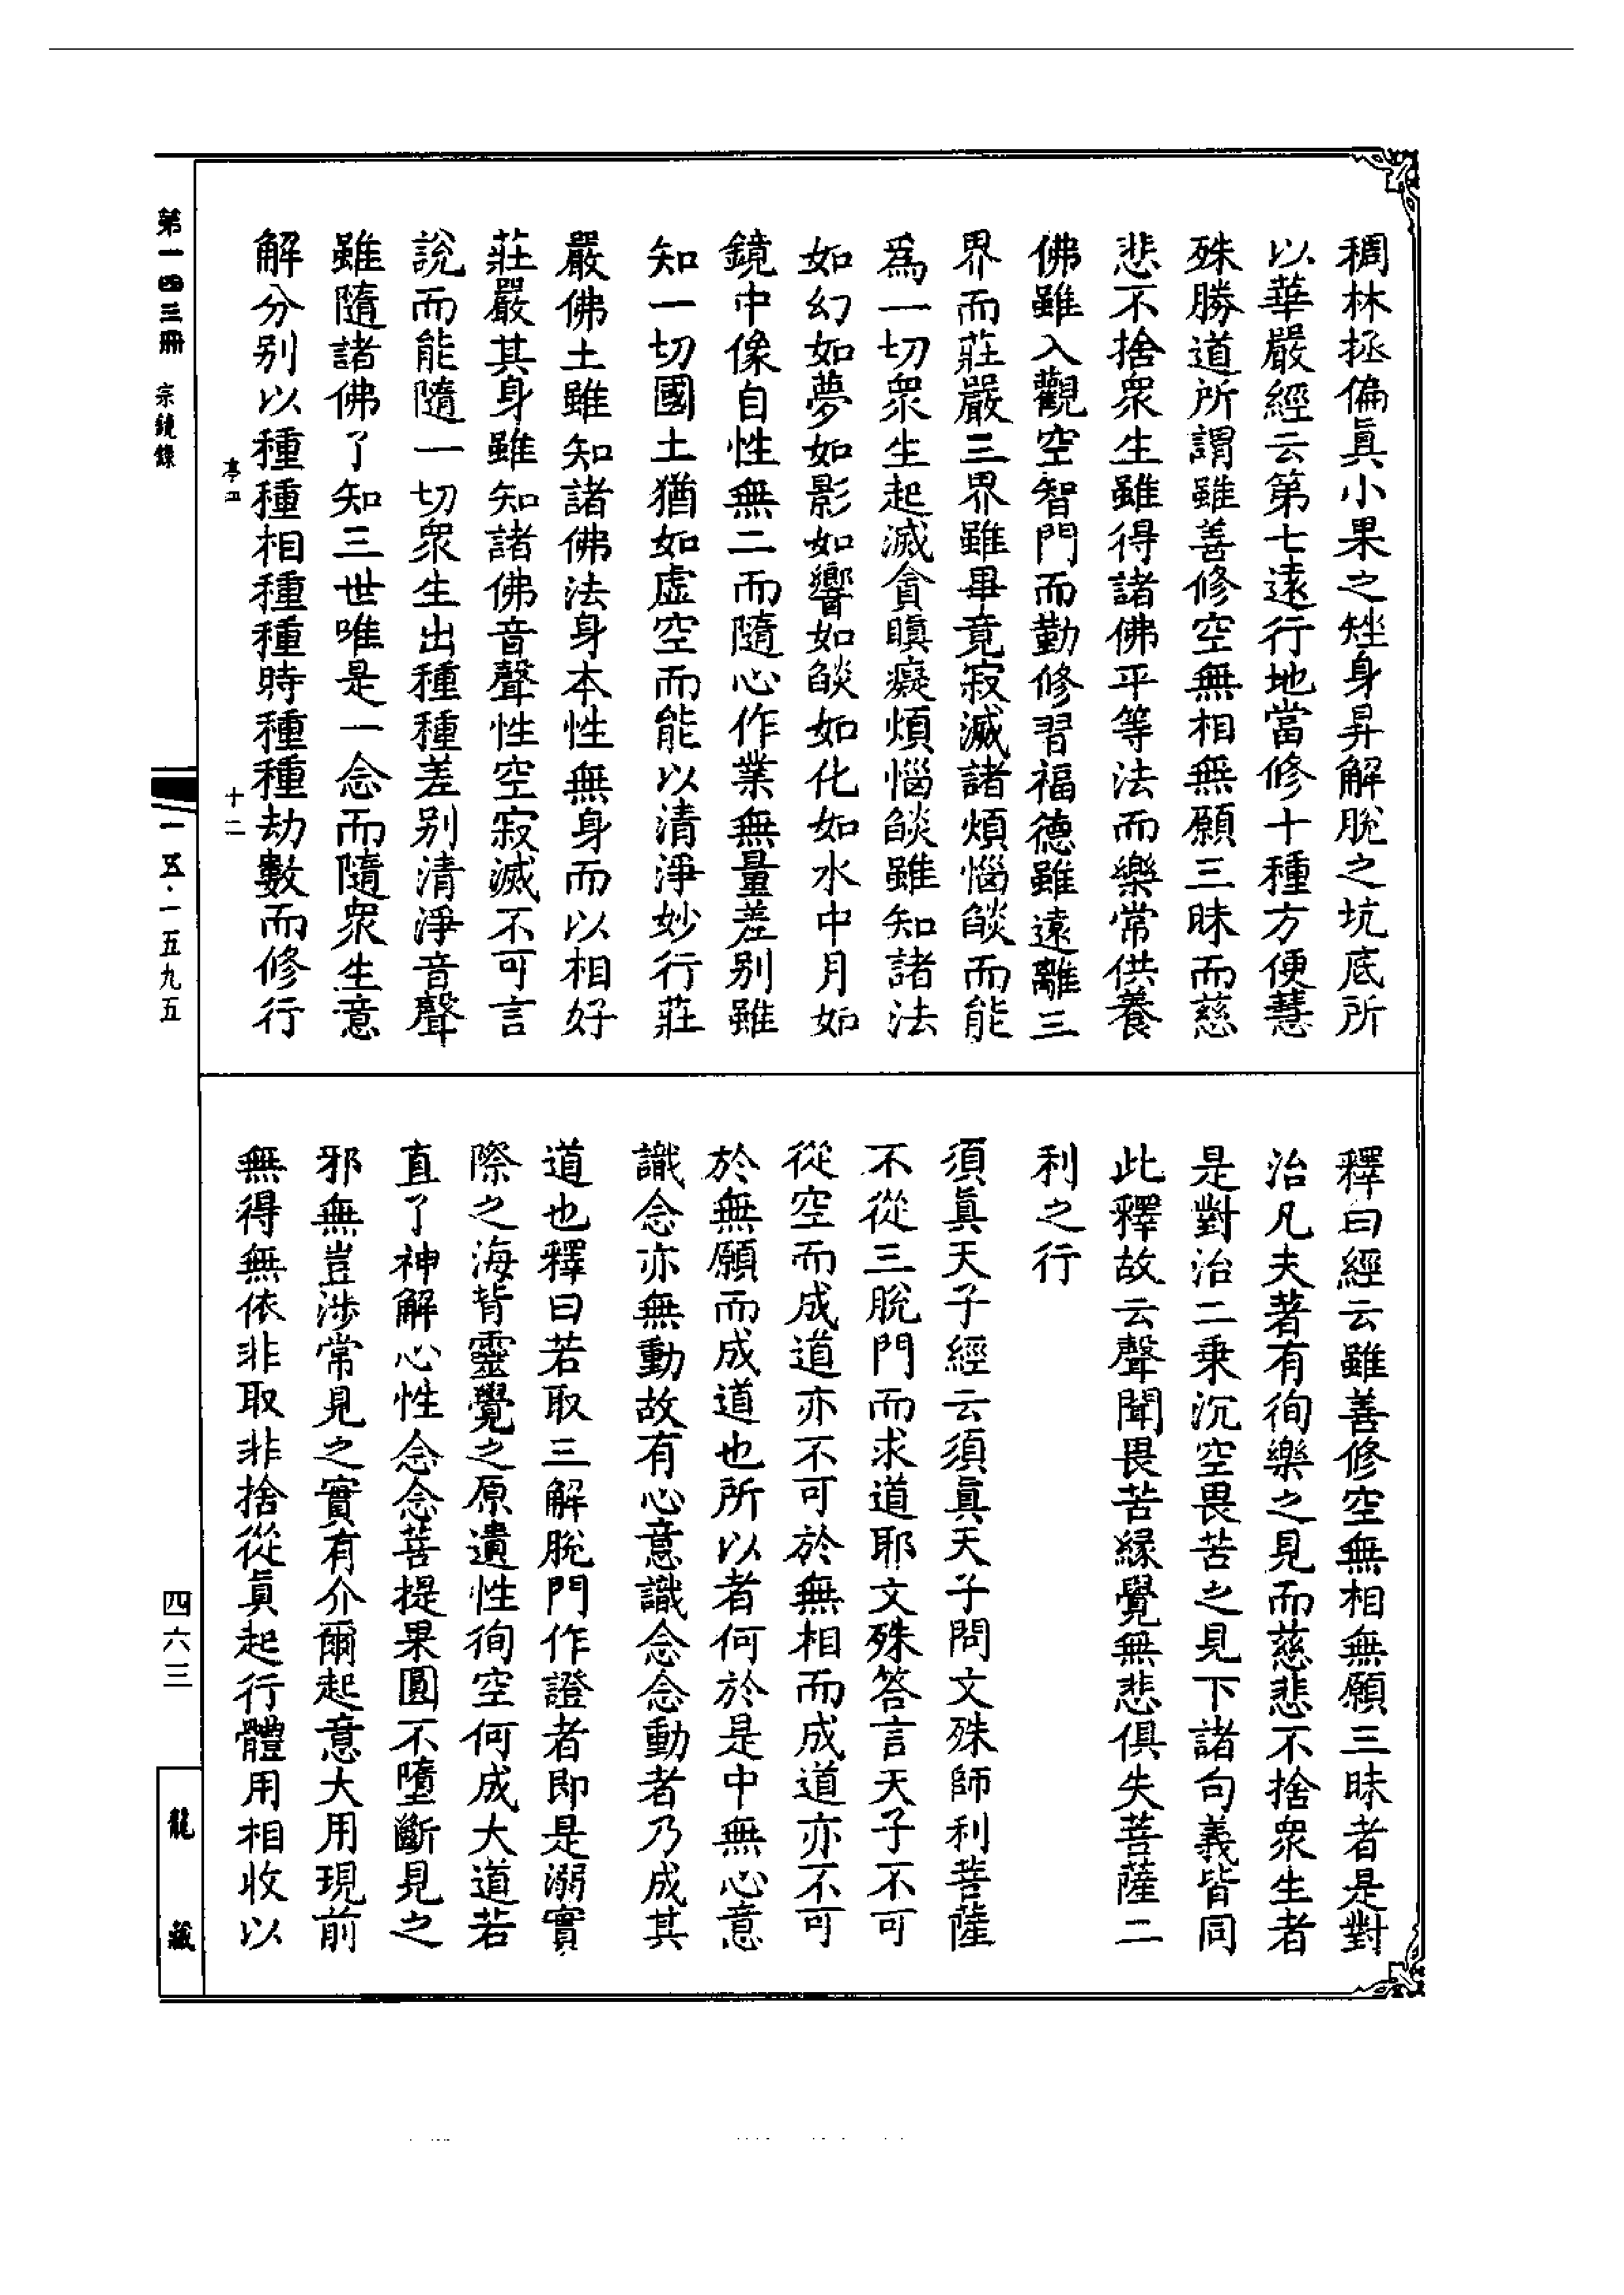 稠林拯偏眞小果之矬身昇解脫之坑底所
以華嚴經云第七遠行地當修十種方便慧
殊勝道所謂雖善修空無相無願三昧而慈
悲不捨衆生雖得諸佛平等法而樂常供養
佛雖入觀空智門而勤修習福德雖遠離三
界而莊嚴三界雖畢竟寂滅諸煩惱燄而能
爲一切衆生起滅貪瞋癡煩惱燄雖知諸法
如幻如夢如影如響如燄如化如水中月如
鏡中像自性無二而隨心作業無量差别雖
知一切國土猶如虛空而能以清淨妙行莊
嚴佛土雖知諸佛法身本性無身而以相好
莊嚴其身雖知諸佛音聲性空寂滅不可言
說而能隨一切衆生出種種差别清淨音聲
雖隨諸佛了知三世唯是一念而隨衆生意
解分别以種種相種種時種種劫數而修行
亭四 十二
釋曰經云雖善修空無相無願三昧者是對
治凡夫著有徇樂之見而慈悲不捨衆生者
是對治二乗沉空畏苦之見下諸句義皆同
此釋故云聲聞畏苦緣覺無悲俱失菩薩二
利之行
須眞天子經云須眞天子問文殊師利菩薩
不從三脫門而求道耶文殊答言天子不可
從空而成道亦不可於無相而成道亦不可
於無願而成道也所以者何於是中無心意
識念亦無動故有心意識念念動者乃成其
道也釋曰若取三解脫門作證者即是溺實
際之海背靈覺之原遺性徇空何成大道若
直了神解心性念念菩提果圓不墮斷見之
邪無豈涉常見之實有介爾起意大用現前
無得無依非取非捨從眞起行體用相收以
第一四三冊 宗鏡錄
一五·一五九五
四六三
龍藏